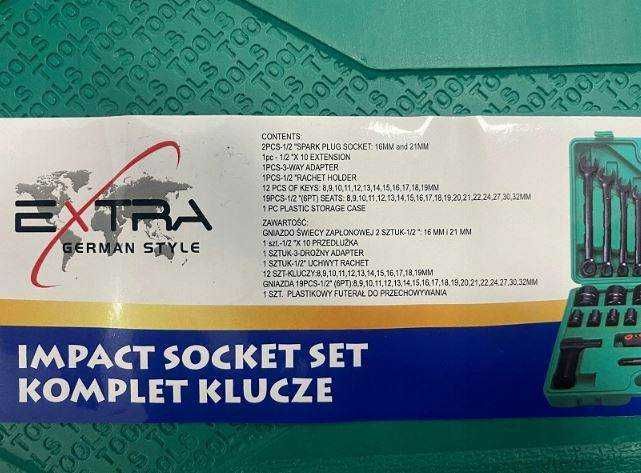 TOOLS TOOLS TOOLS TOOLS TOOLS TOOLS
CONTENTS:
2PCS-1/2 "SPARK PLUG SOCKET: 16MM and 21MM
1pc - 1/2 "X 10 EXTENSION
1PCS-3-WAY ADAPTER
1PCS-1/2 "RACHET HOLDER
12 PCS OF KEYS: 8,9,10,11,12,13,14,15,16,17,18,19MM
19PCS-1/2 "(6PT) SEATS: 8,9,10,11,12,13,14,15,16,17,18,19,20,21,22,24,27,30,32MM
1 PC PLASTIC STORAGE CASE
EXTRA
GERMAN STYLE
ZAWARTOŚĆ:
GNIAZDO ŚWIECY ZAPŁONOWEJ 2 SZTUK-1/2 ": 16 MM i 21 MM
1 szt.-1/2 "X 10 PRZEDŁUŻKA
1 SZTUK-3-DROŻNY ADAPTER
1 SZTUK-1/2" UCHWYT RACHET
12 SZT-KLUCZY:8,9,10,11,12,13,14,15,16,17,18,19MM
GNIAZDA 19PCS-1/2" (6PT):8,9,10,11,12,13,14,15,16,17,18,19,20,21,22,24,27,30,32MM
1 SZT. PLASTIKOWY FUTERAŁ DO PRZECHOWYWANIA
IMPACT SOCKET SET
KOMPLET KLUCZE